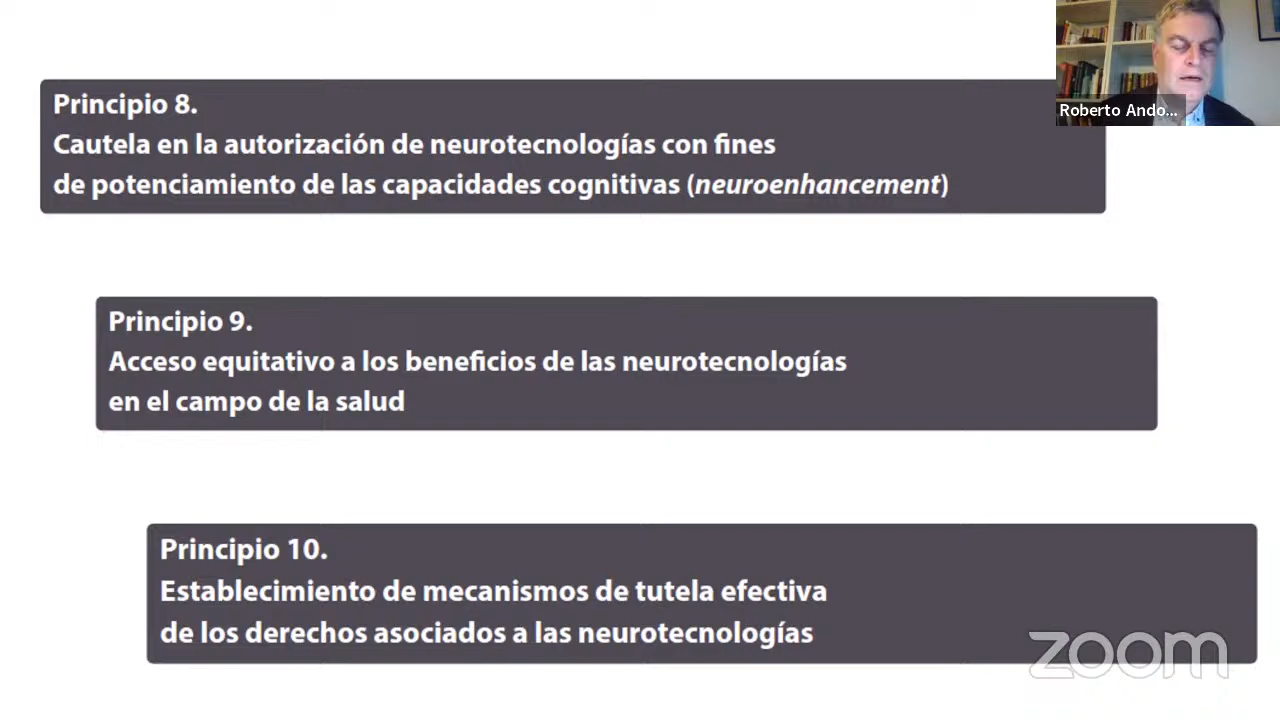 Principio 8.
Cautela en la autorización de neurotecnologías con fines
de potenciamiento de las capacidades cognitivas (neuroenhancement)
Roberto Ando...
Principio 9.
Acceso equitativo a los beneficios de las neurotecnologías
en el campo de la salud
Principio 10.
Establecimiento de mecanismos de tutela efectiva
de los derechos asociados a las neurotecnologías
zoom